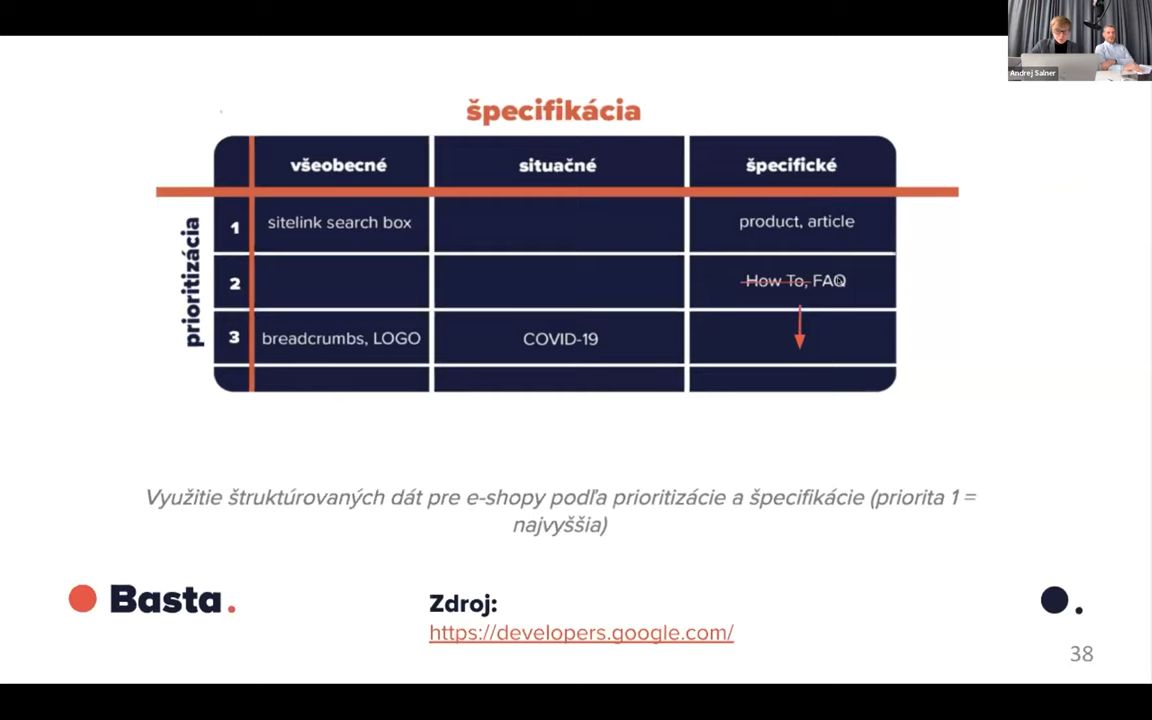 Andrej Salner
špecifikácia
všeobecné situačné špecifické
prioritizácia
1 sitelink search box product, article
2 How To, FAQ
3 breadcrumbs, LOGO COVID-19
Využitie štruktúrovaných dát pre e-shopy podľa prioritizácie a špecifikácie (priorita 1 =
najvyššia)
Basta.
Zdroj:
https://developers.google.com/
38